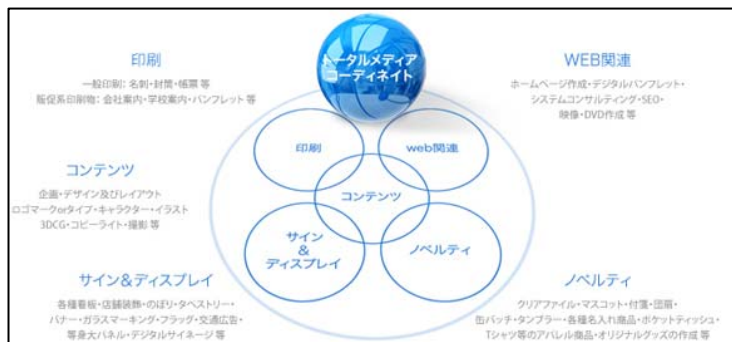 トータルメディア
コーディネイト
印刷
一般印刷: 名刺・封筒・帳票 等
販促系印刷物: 会社案内・学校案内・パンフレット 等
WEB関連
ホームページ作成・デジタルパンフレット・
システムコンサルティング・SEO・
映像・DVD作成 等
印刷
web関連
コンテンツ
サイン
&
ディスプレイ
ノベルティ
コンテンツ
企画・デザイン及びレイアウト
ロゴマークorタイプ・キャラクター・イラスト
3DCG・コピーライト・撮影 等
サイン&ディスプレイ
各種看板・店舗装飾・のぼり・タペストリー・
バナー・ガラスマーキング・フラッグ・交通広告・
等身大パネル・デジタルサイネージ 等
ノベルティ
クリアファイル・マスコット・付箋・団扇・
缶バッチ・タンブラー・各種名入れ商品・ポケットティッシュ・
Tシャツ等のアパレル商品・オリジナルグッズの作成 等